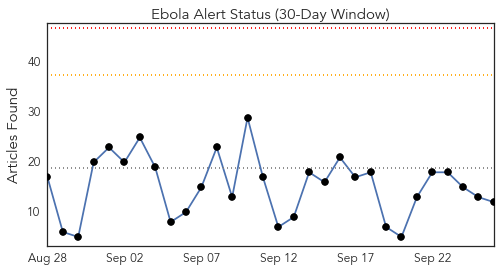 Ebola Alert Status (30-Day Window)
Articles Found
40
30
20
10
Aug 28
Sep 02
Sep 07
Sep 12
Sep 17
Sep 22